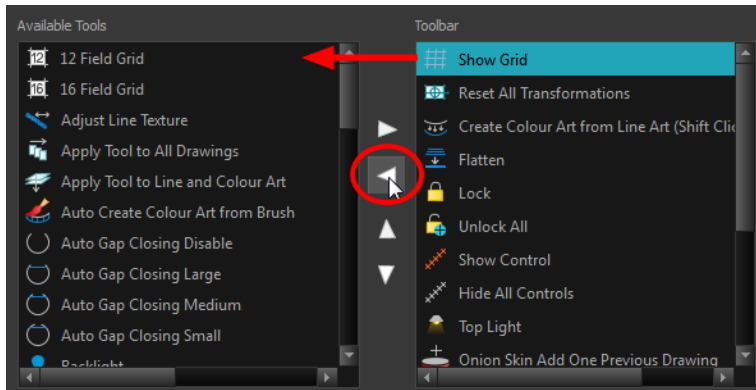 Available Tools
12 Field Grid
16 Field Grid
Adjust Line Texture
Apply Tool to All Drawings
Apply Tool to Line and Colour Art
Auto Create Colour Art from Brush
Auto Gap Closing Disable
Auto Gap Closing Large
Auto Gap Closing Medium
Auto Gap Closing Small
Backlight
Toolbar
Show Grid
Reset All Transformations
Create Colour Art from Line Art (Shift Clic
Flatten
Lock
Unlock All
Show Control
Hide All Controls
Top Light
Onion Skin Add One Previous Drawing